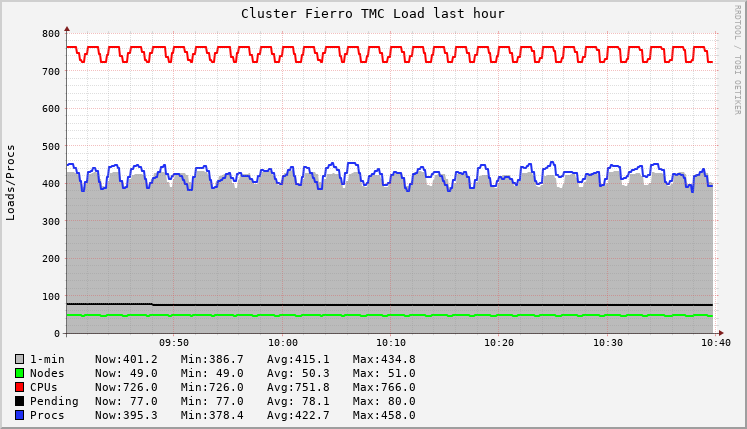 Cluster Fierro TMC Load last hour
RRDTOOL / TOBI OETIKER
Loads/Procs
800
700
600
500
400
300
200
100
0
09:50 10:00 10:10 10:20 10:30 10:40
1-min Now:401.2 Min:386.7 Avg:415.1 Max:434.8
Nodes Now: 49.0 Min: 49.0 Avg: 50.3 Max: 51.0
CPUs Now:726.0 Min:726.0 Avg:751.8 Max:766.0
Pending Now: 77.0 Min: 77.0 Avg: 78.1 Max: 80.0
Procs Now:395.3 Min:378.4 Avg:422.7 Max:458.0